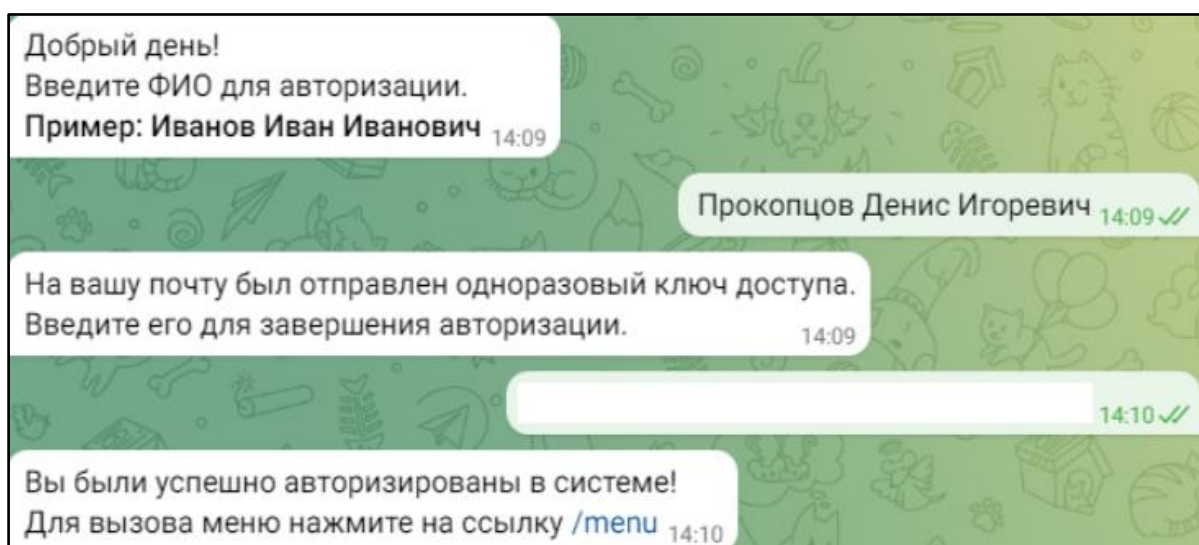 Добрый день!
Введите ФИО для авторизации.
Пример: Иванов Иван Иванович 14:09
Прокопцов Денис Игоревич 14:09
На вашу почту был отправлен одноразовый ключ доступа.
Введите его для завершения авторизации. 14:09
14:10
Вы были успешно авторизированы в системе!
Для вызова меню нажмите на ссылку /menu 14:10